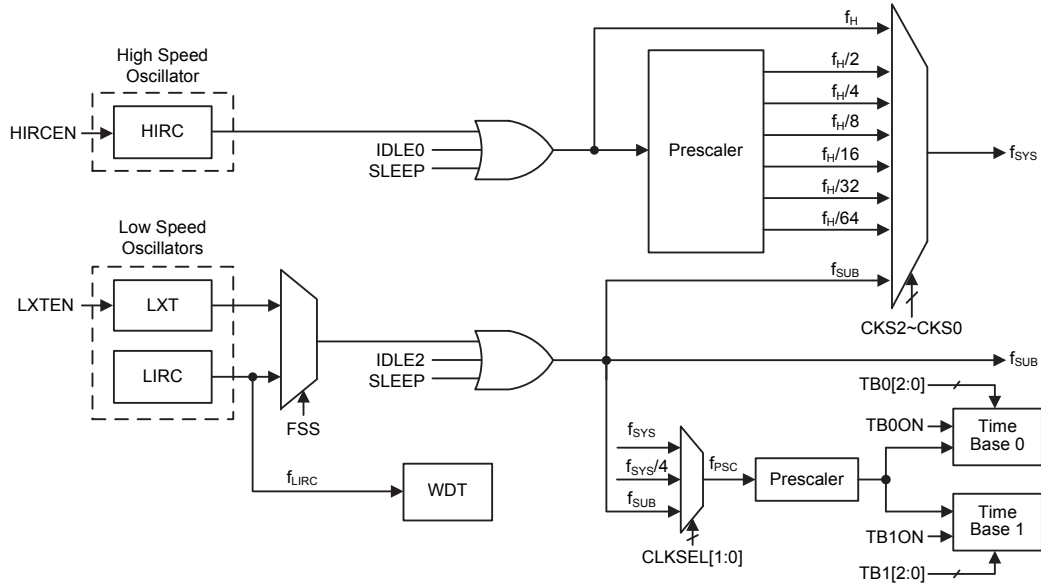 High Speed
Oscillator
HIRCEN
HIRC
IDLE0
SLEEP
fH
Prescaler
fH/2
fH/4
fH/8
fH/16
fH/32
fH/64
fSUB
fSYS
CKS2~CKS0
Low Speed
Oscillators
LXTEN
LXT
LIRC
FSS
IDLE2
SLEEP
fSUB
fLIRC
WDT
fSYS
fSYS/4
fSUB
CLKSEL[1:0]
fPSC
Prescaler
TB0[2:0]
TB0ON
Time
Base 0
Time
Base 1
TB1ON
TB1[2:0]